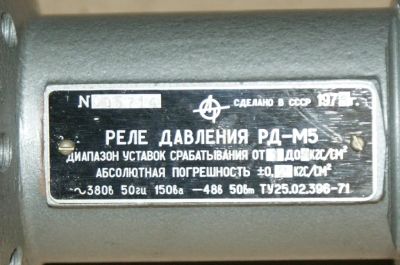 N СДЕЛАНО В СССР 197 г.
РЕЛЕ ДАВЛЕНИЯ РД–М5
ДИАПАЗОН УСТАВОК СРАБАТЫВАНИЯ ОТ ДО КГС/СМ²
АБСОЛЮТНАЯ ПОГРЕШНОСТЬ ±0, КГС/СМ²
~380в 50гц 150ва —48в 50вт ТУ25.02.396-71